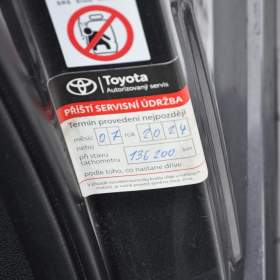 Toyota
Autorizovaný servis
PŘÍŠTÍ SERVISNÍ ÚDRŽBA
Termín provedení nejpozději
měsíc 07 rok 2024
nebo
při stavu
tachometru 136 200 km
podle toho, co nastane dříve